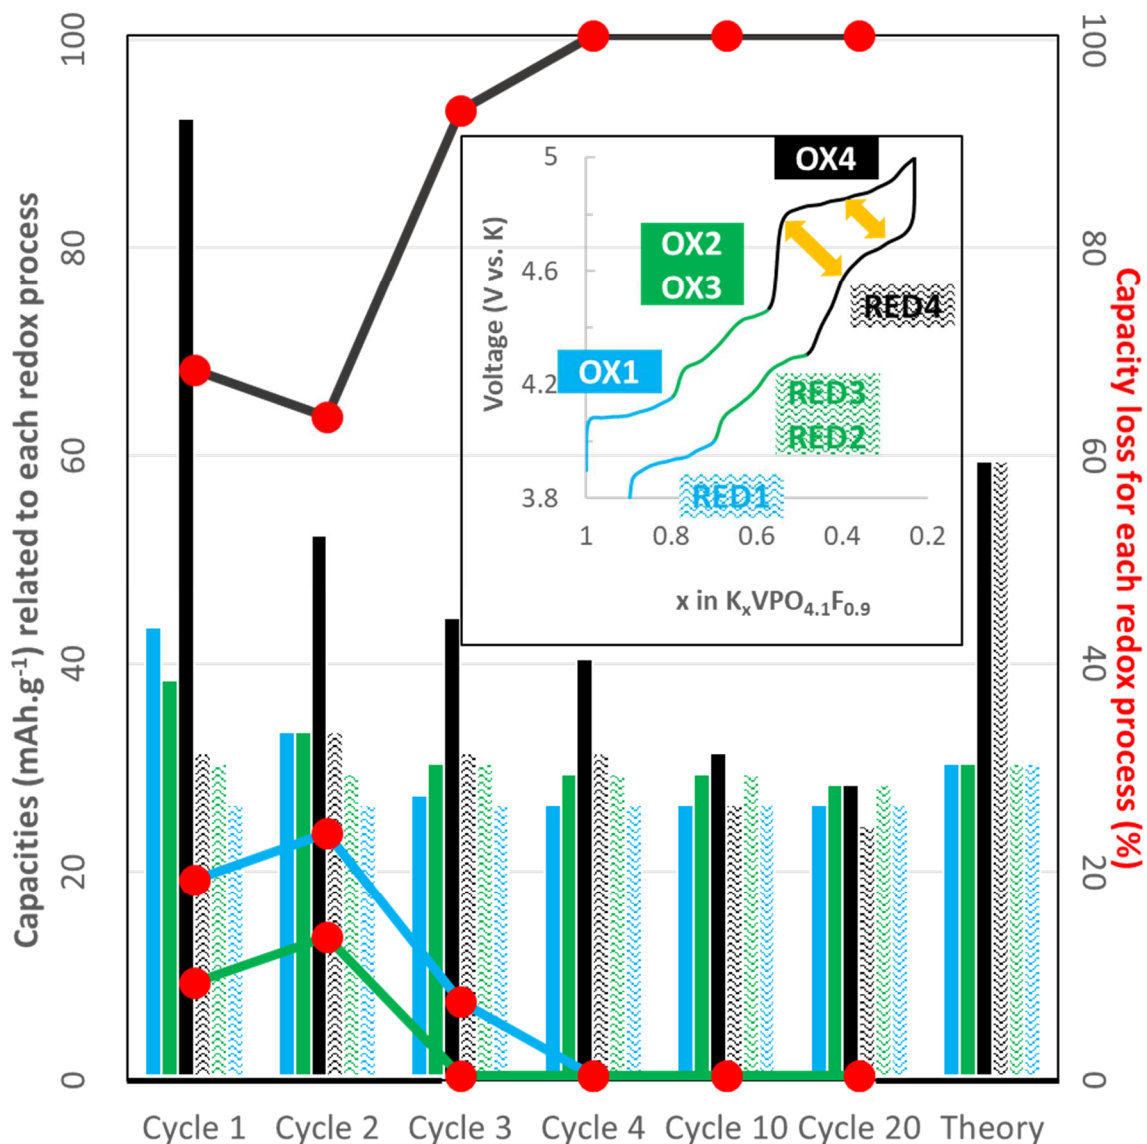 100
80
60
40
20
0
Capacities (mAh.g⁻¹) related to each redox process
100
80
60
40
20
0
Capacity loss for each redox process (%)
Cycle 1
Cycle 2
Cycle 3
Cycle 4
Cycle 10
Cycle 20
Theory
5
4.6
4.2
3.8
Voltage (V vs. K)
OX4
OX2
OX3
OX1
RED4
RED3
RED2
RED1
1
0.8
0.6
0.4
0.2
x in KₓVPO₄.₁F₀.₉